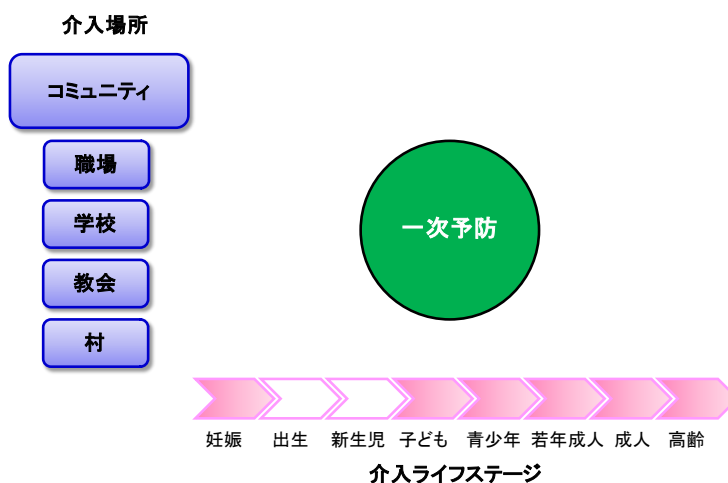 介入場所
コミュニティ
職場
学校
教会
村
一次予防
妊娠
出生
新生児
子ども
青少年
若年成人
成人
高齢
介入ライフステージ